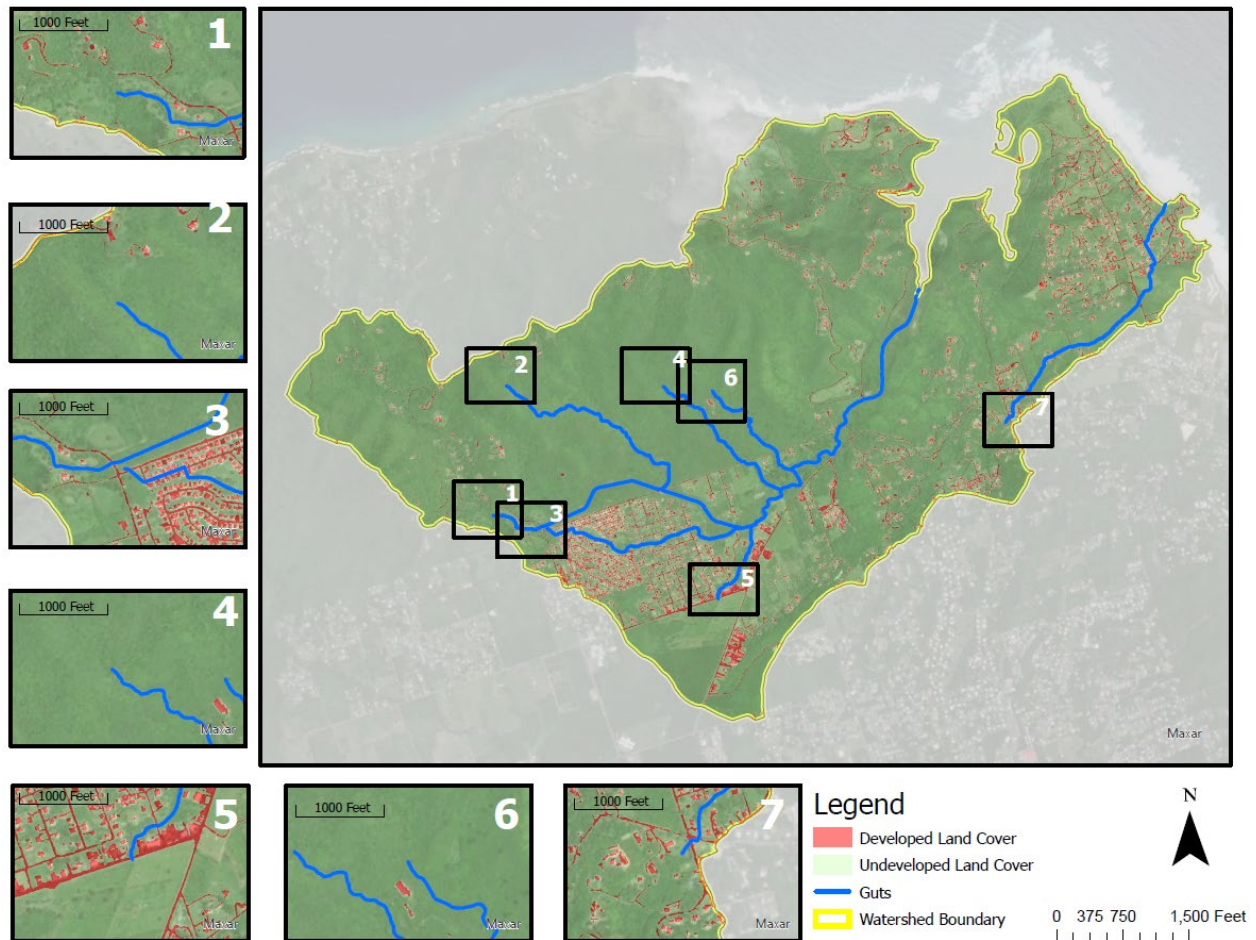 1000 Feet
1
Maxar
1000 Feet
2
Maxar
1000 Feet
3
Maxar
1000 Feet
4
Maxar
1000 Feet
5
Maxar
1000 Feet
6
Maxar
1000 Feet
7
Maxar
2
4
6
7
1
3
5
Maxar
Legend
Developed Land Cover
Undeveloped Land Cover
Guts
Watershed Boundary
N
0 375 750 1,500 Feet